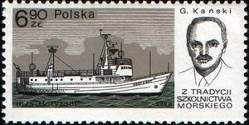 6.90 Polska
ZŁ
G. Kański
Z TRADYCJI
SZKOLNICTWA
MORSKIEGO